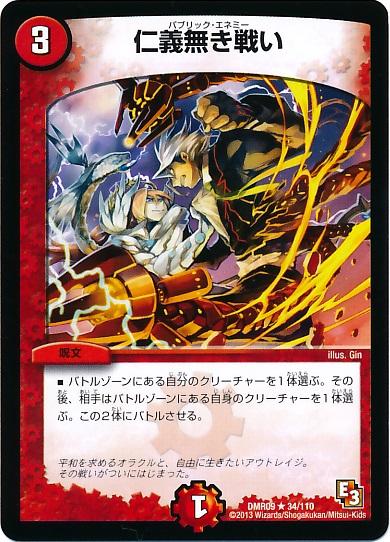 3
パブリック・エネミー
仁義無き戦い
呪文
illus. Gin
■ バトルゾーンにある自分のクリーチャーを1体選ぶ。その
後、相手はバトルゾーンにある自身のクリーチャーを1体選
ぶ。この2体にバトルさせる。
平和を求めるオラクルと、自由に生きたいアウトレイジ。
その戦いがついにはじまった。
1
DMR09 ★ 34/110
©2013 Wizards/Shogakukan/Mitsui-Kids
E3